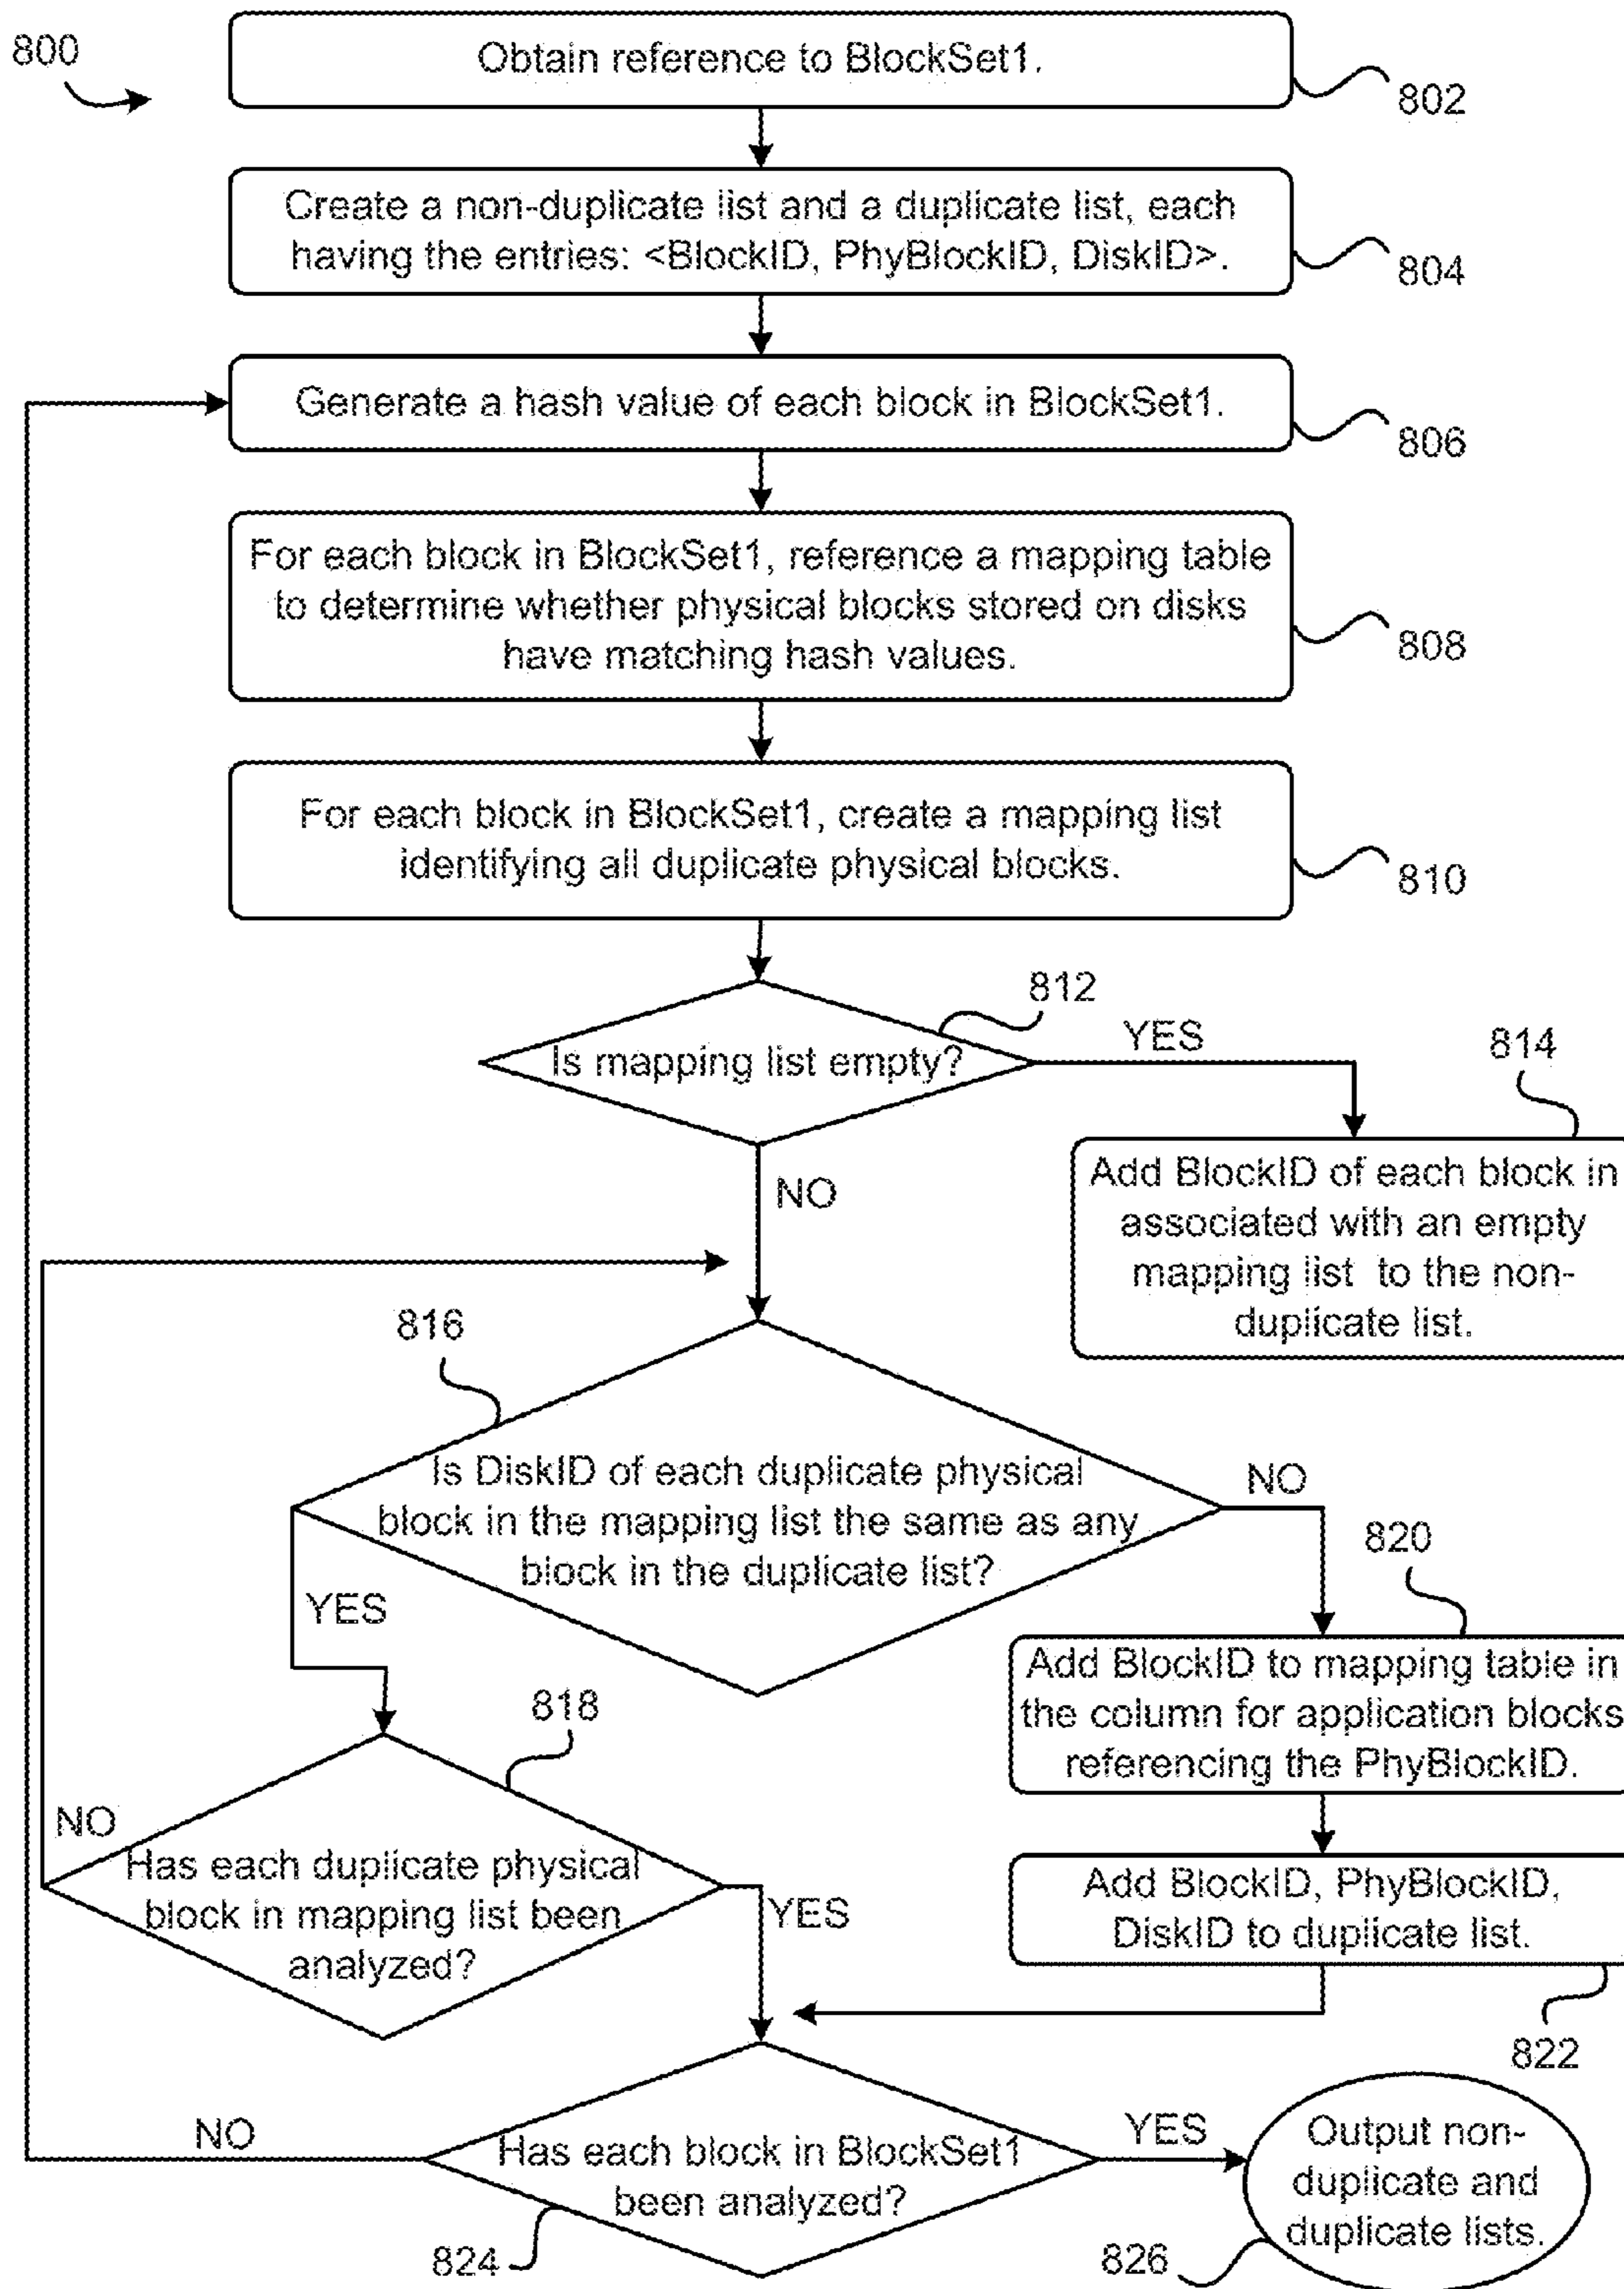 800
Obtain reference to BlockSet1.
802
Create a non-duplicate list and a duplicate list, each
having the entries: <BlockID, PhyBlockID, DiskID>.
804
Generate a hash value of each block in BlockSet1.
806
For each block in BlockSet1, reference a mapping table
to determine whether physical blocks stored on disks
have matching hash values.
808
For each block in BlockSet1, create a mapping list
identifying all duplicate physical blocks.
810
812
Is mapping list empty?
YES
814
NO
Add BlockID of each block in
associated with an empty
mapping list to the non-
duplicate list.
816
Is DiskID of each duplicate physical
block in the mapping list the same as any
block in the duplicate list?
NO
YES
820
Add BlockID to mapping table in
the column for application blocks
referencing the PhyBlockID.
818
NO
Has each duplicate physical
block in mapping list been
analyzed?
YES
Add BlockID, PhyBlockID,
DiskID to duplicate list.
822
NO
Has each block in BlockSet1
been analyzed?
824
YES
Output non-
duplicate and
duplicate lists.
826